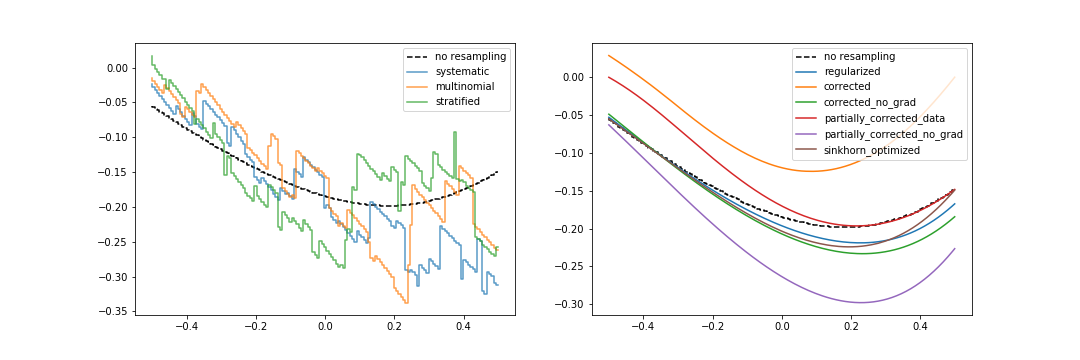 no resampling
systematic
multinomial
stratified
0.00
−0.05
−0.10
−0.15
−0.20
−0.25
−0.30
−0.35
−0.4
−0.2
0.0
0.2
0.4
no resampling
regularized
corrected
corrected_no_grad
partially_corrected_data
partially_corrected_no_grad
sinkhorn_optimized
0.00
−0.05
−0.10
−0.15
−0.20
−0.25
−0.30
−0.4
−0.2
0.0
0.2
0.4